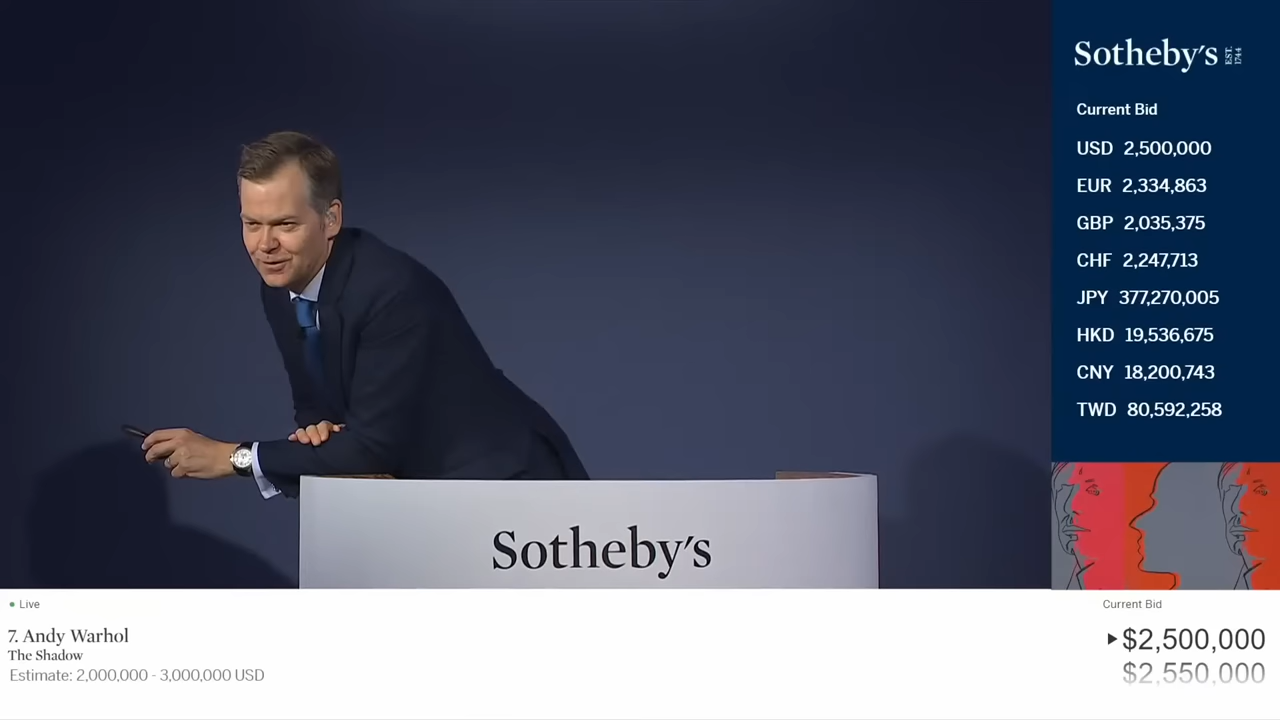 Sotheby's EST. 1744
Current Bid
USD 2,500,000
EUR 2,334,863
GBP 2,035,375
CHF 2,247,713
JPY 377,270,005
HKD 19,536,675
CNY 18,200,743
TWD 80,592,258
Sotheby's
Live
7. Andy Warhol
The Shadow
Estimate: 2,000,000 - 3,000,000 USD
Current Bid
$2,500,000
$2,550,000